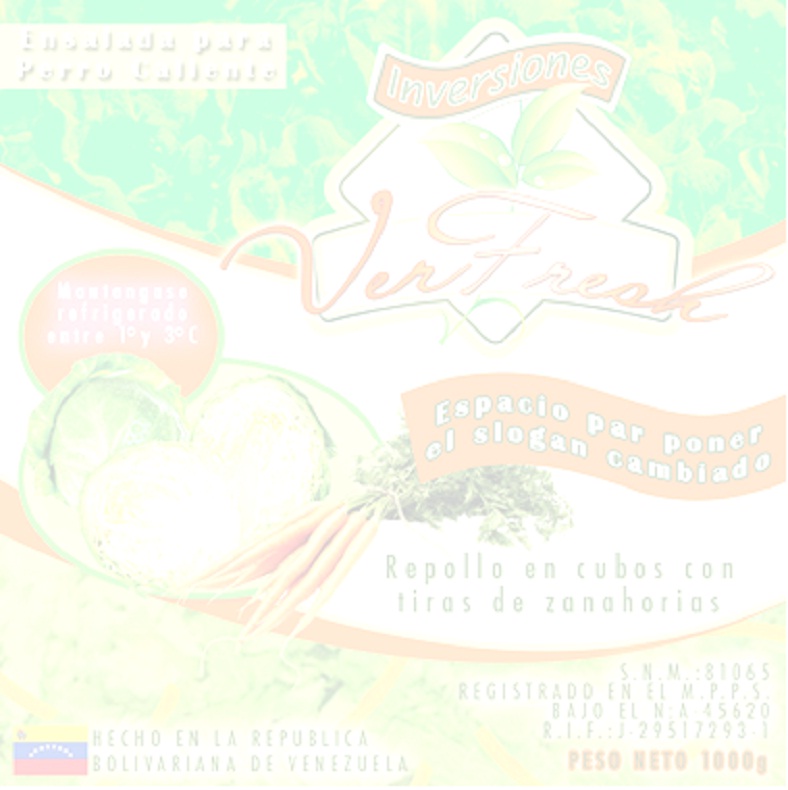 Ensalada para
Perro Caliente
Inversiones
VerFresh
Mantengase
refrigerado
entre 1º y 3º C
Espacio par poner
el slogan cambiado
Repollo en cubos con
tiras de zanahorias
S.N.M.:81065
REGISTRADO EN EL M.P.P.S.
BAJO EL N:A-45620
R.I.F.:J-29517293-1
PESO NETO 1000g
HECHO EN LA REPUBLICA
BOLIVARIANA DE VENEZUELA